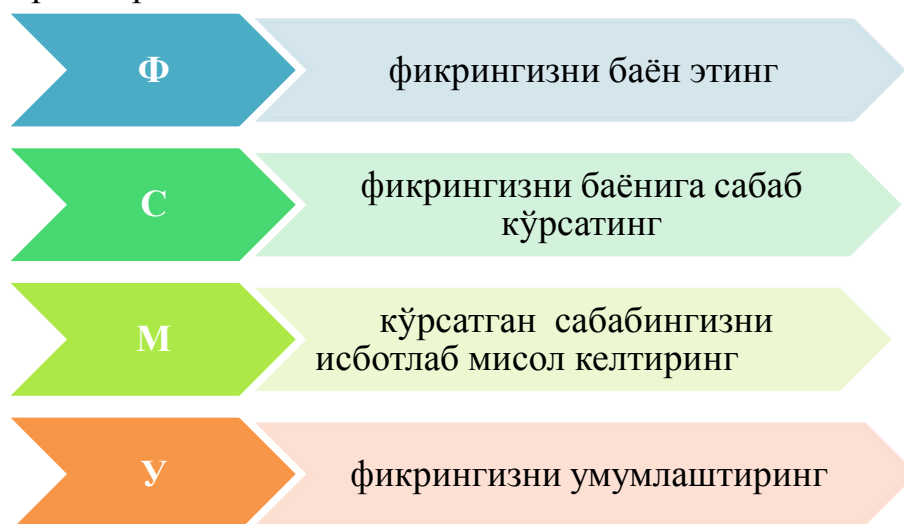 Ф
фикрингизни баён этинг
С
фикрингизни баёнига сабаб
кўрсатинг
М
кўрсатган сабабингизни
исботлаб мисол келтиринг
У
фикрингизни умумлаштиринг